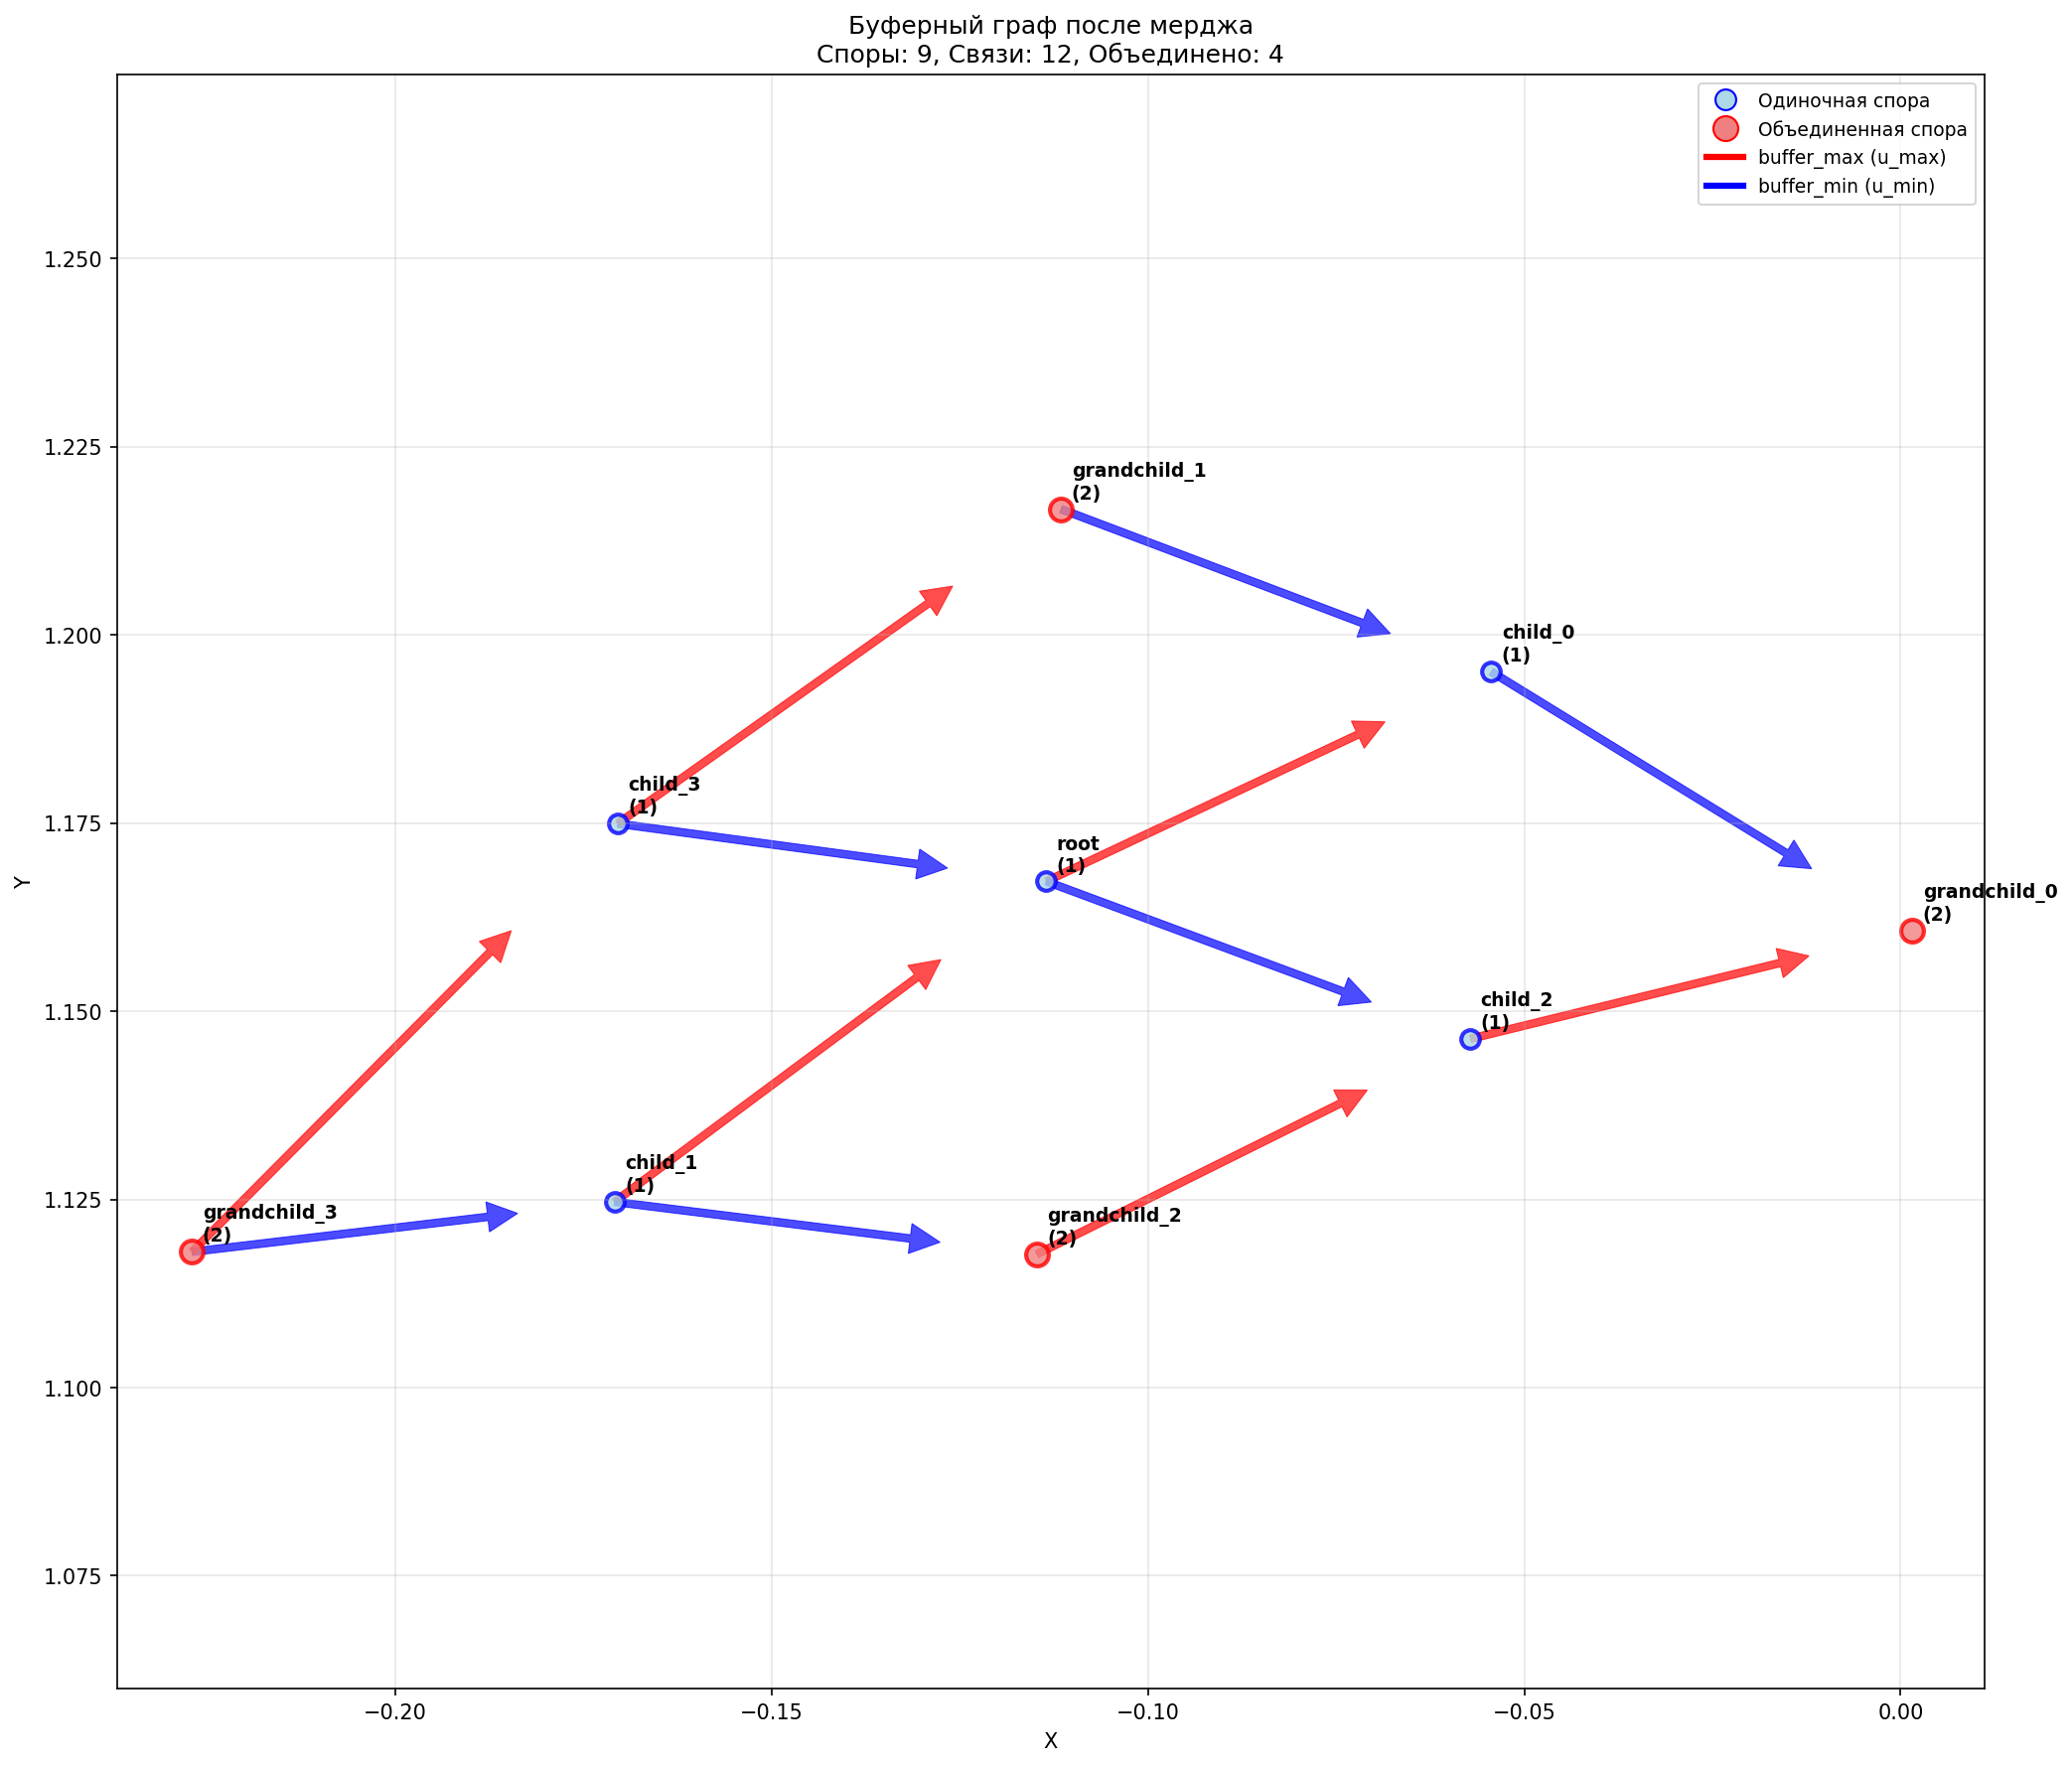 Буферный граф после мерджа
Споры: 9, Связи: 12, Объединено: 4
Одиночная спора
Объединенная спора
buffer_max (u_max)
buffer_min (u_min)
1.250
1.225
1.200
1.175
1.150
1.125
1.100
1.075
Y
grandchild_1
(2)
child_0
(1)
child_3
(1)
root
(1)
grandchild_0
(2)
child_2
(1)
child_1
(1)
grandchild_3
(2)
grandchild_2
(2)
−0.20
−0.15
−0.10
−0.05
0.00
X